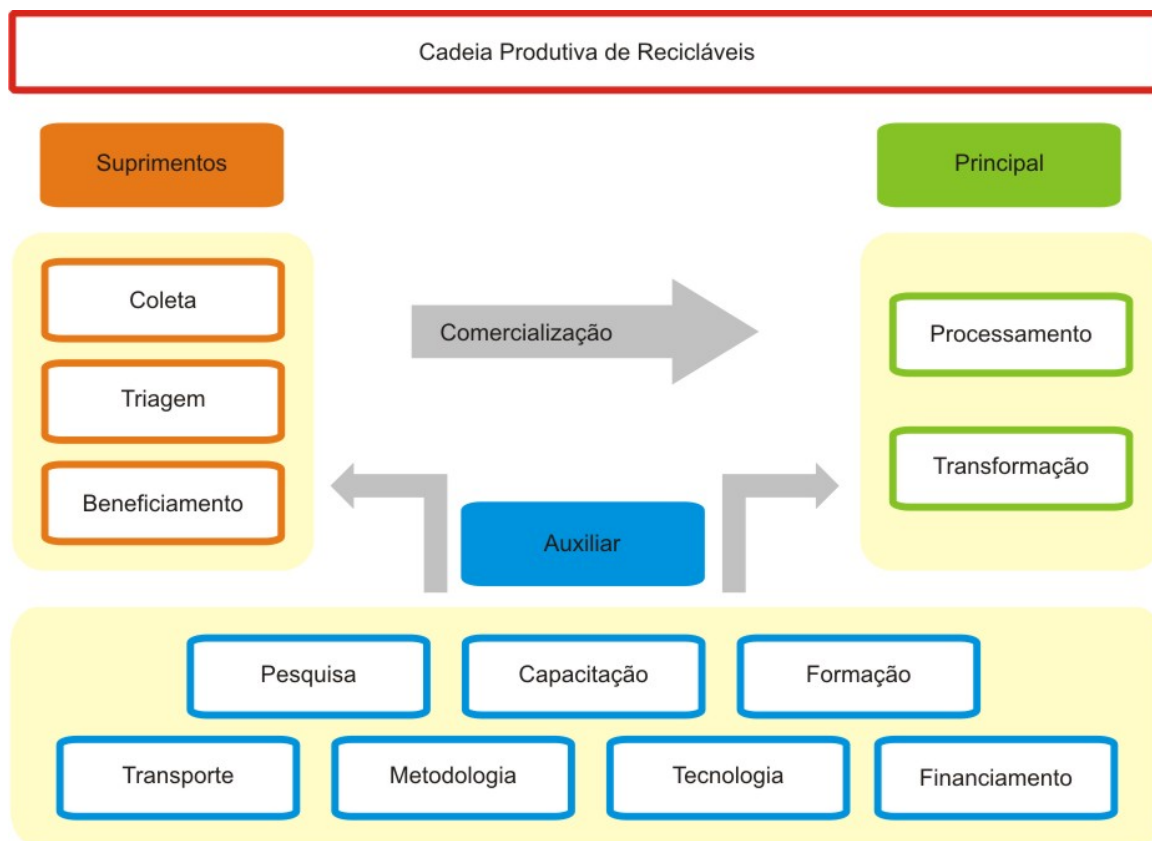 Cadeia Produtiva de Recicláveis
Suprimentos
Principal
Coleta
Triagem
Beneficiamento
Comercialização
Processamento
Transformação
Auxiliar
Pesquisa
Capacitação
Formação
Transporte
Metodologia
Tecnologia
Financiamento